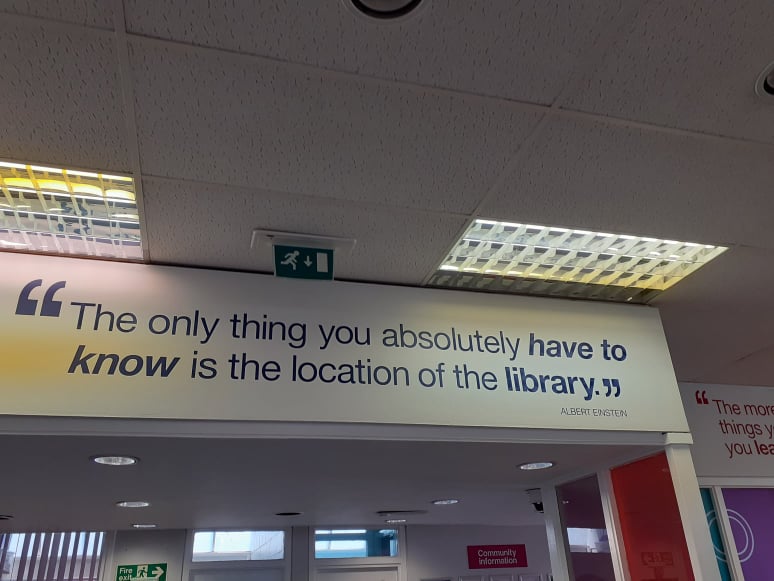 “The only thing you absolutely have to
know is the location of the library.”
ALBERT EINSTEIN
“The more
things
you
Community
information
Fire
exit